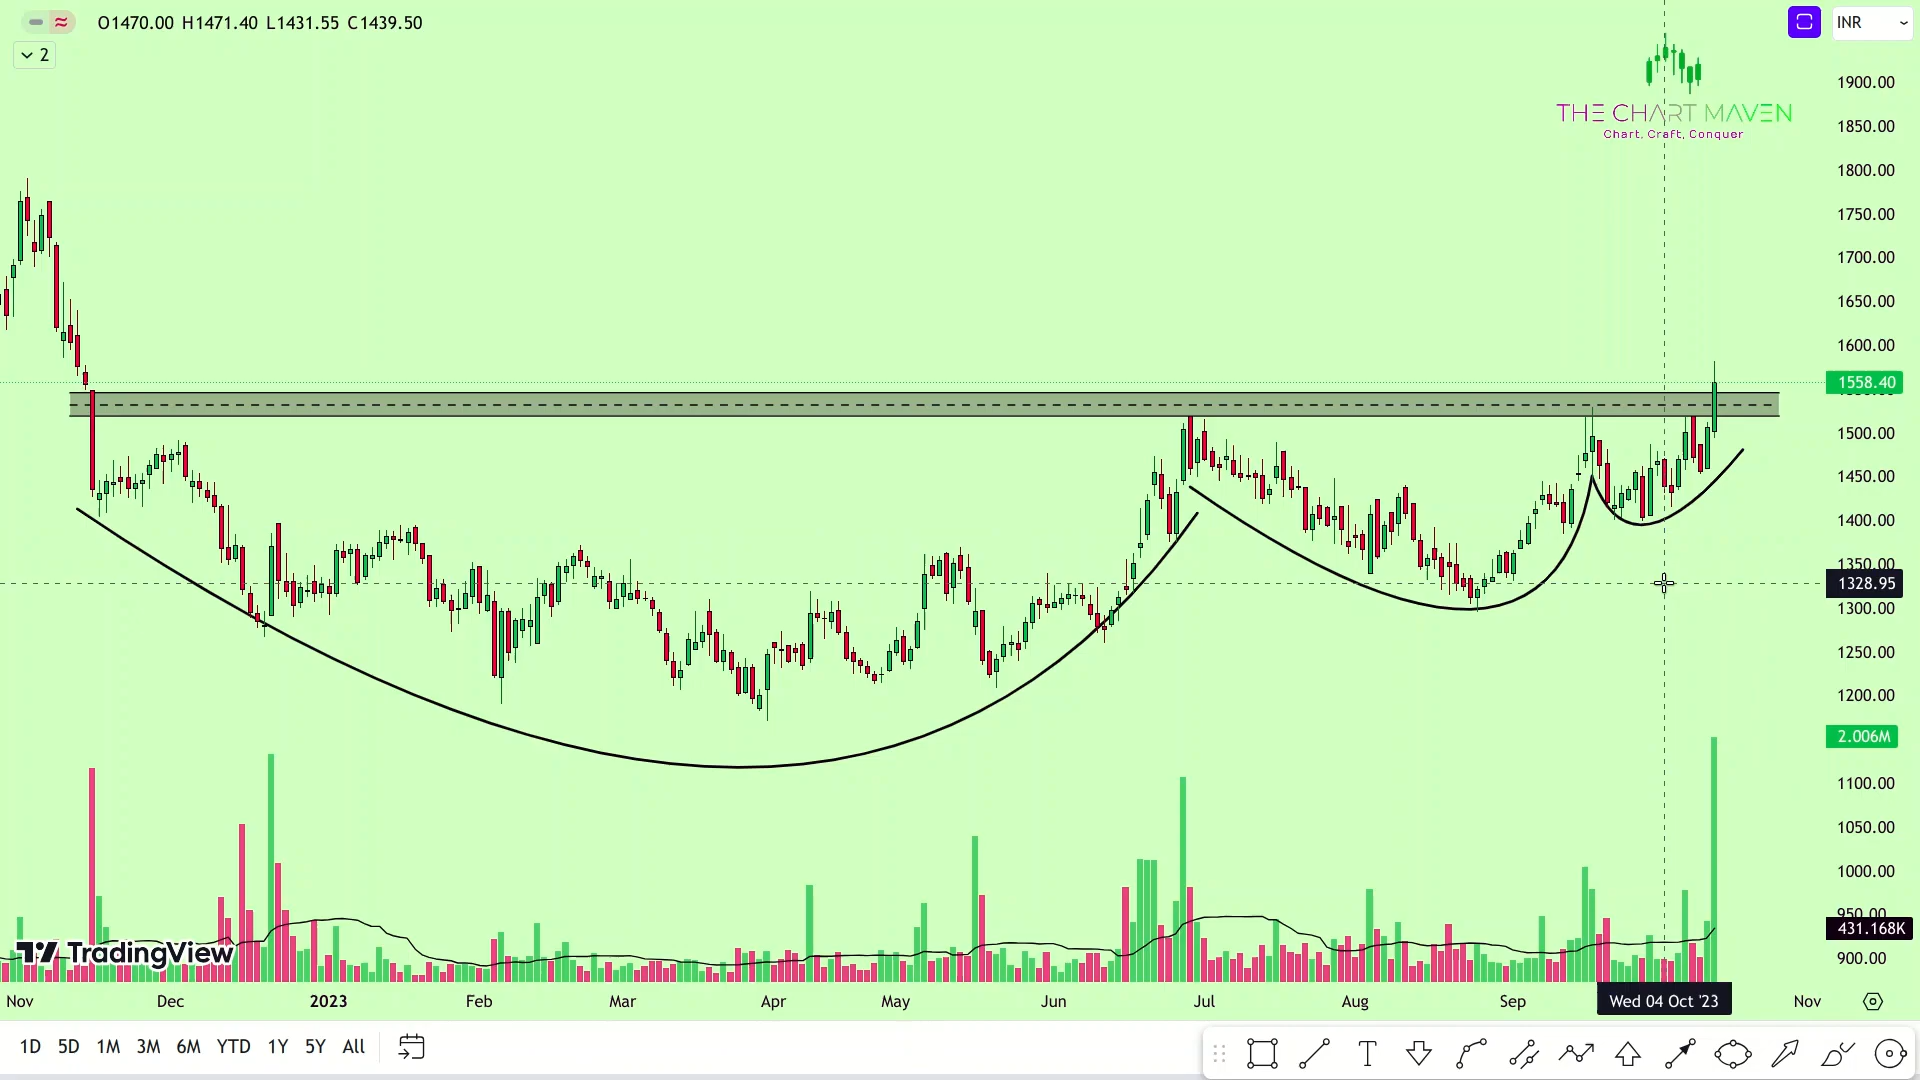 O1470.00 H1471.40 L1431.55 C1439.50
2
INR
THE CHART MAVEN
Chart, Craft, Conquer
1900.00
1850.00
1800.00
1750.00
1700.00
1650.00
1600.00
1558.40
1500.00
1450.00
1400.00
1350.00
1328.95
1300.00
1250.00
1200.00
2.006M
1100.00
1050.00
1000.00
950.00
431.168K
900.00
TradingView
Nov Dec 2023 Feb Mar Apr May Jun Jul Aug Sep Wed 04 Oct '23 Nov
1D 5D 1M 3M 6M YTD 1Y 5Y All
T